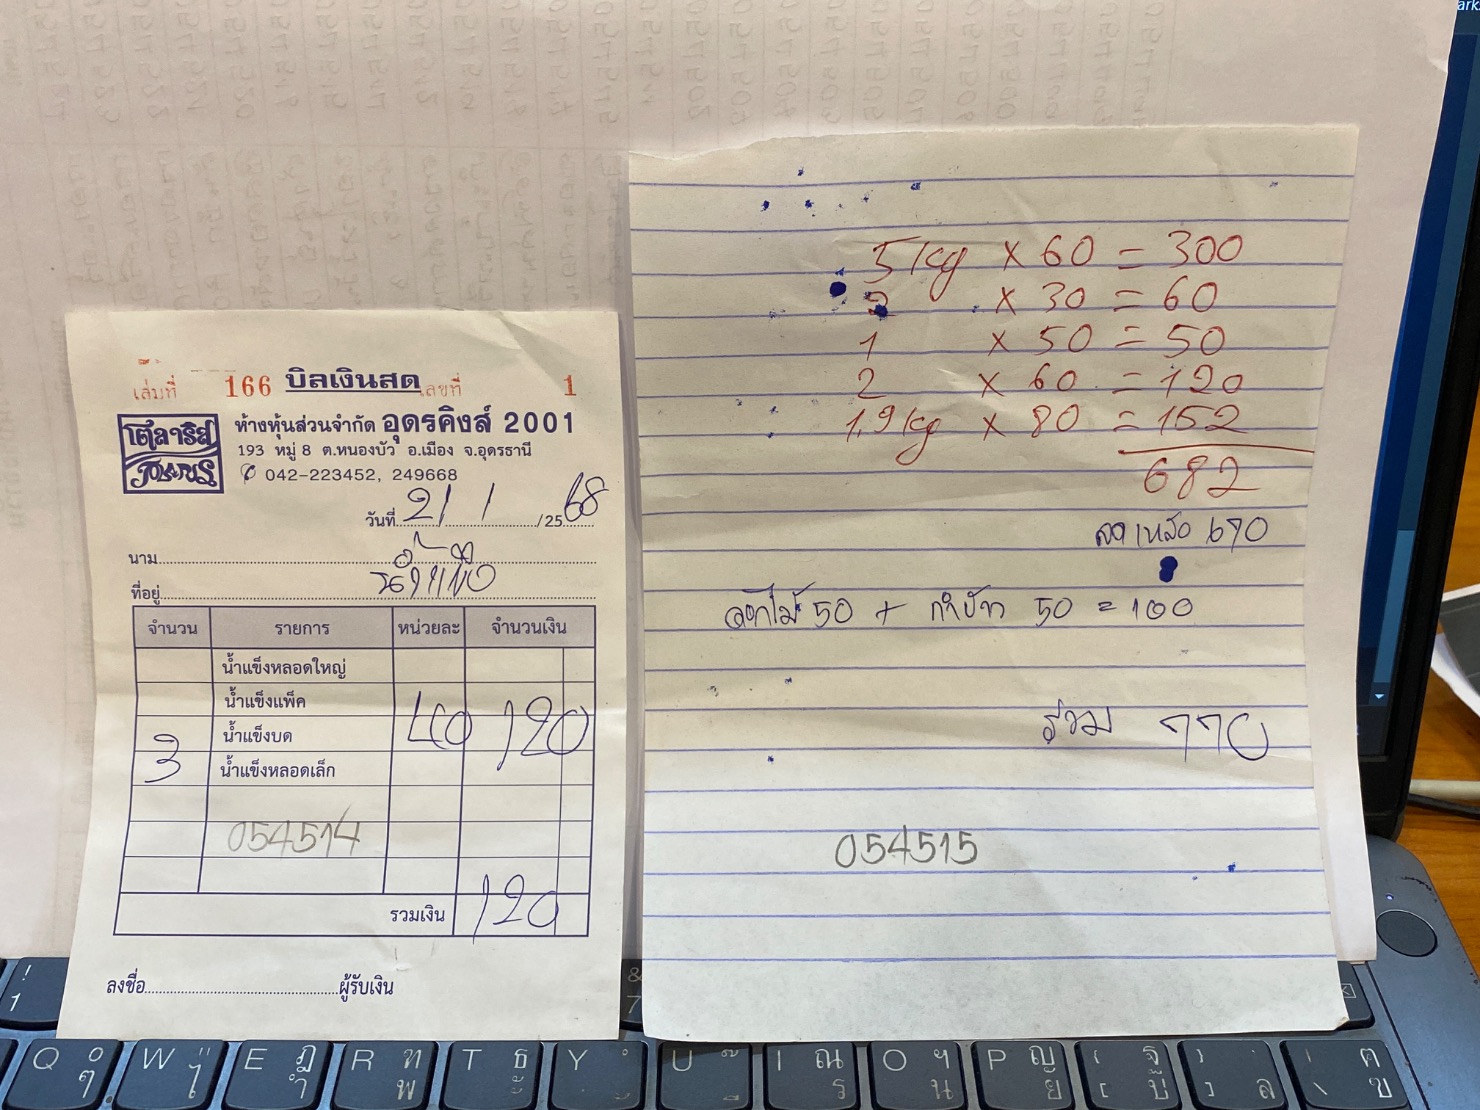 เล่มที่ 166 บิลเงินสด เลขที่ 1
โต๊ลาริส
ห้างหุ้นส่วนจำกัด อุดรคิงส์ 2001
193 หมู่ 8 ต.หนองบัว อ.เมือง จ.อุดรธานี
042-223452, 249668
วันที่ 21 / 1 /2568
นาม
น้ำแข็ง
ที่อยู่
จำนวน รายการ หน่วยละ จำนวนเงิน
น้ำแข็งหลอดใหญ่
น้ำแข็งแพ็ค
3 น้ำแข็งบด 40 120
น้ำแข็งหลอดเล็ก
054514
รวมเงิน 120
ลงชื่อ ผู้รับเงิน
5 kg x 60 = 300
2 x 30 = 60
1 x 50 = 50
2 x 60 = 120
1.9 kg x 80 = 152
682
ลดเหลือ 670
ดอกไม้ 50 + 50 = 100
รวม 770
054515
! 1
& 7
Q W E R T Y U I O P